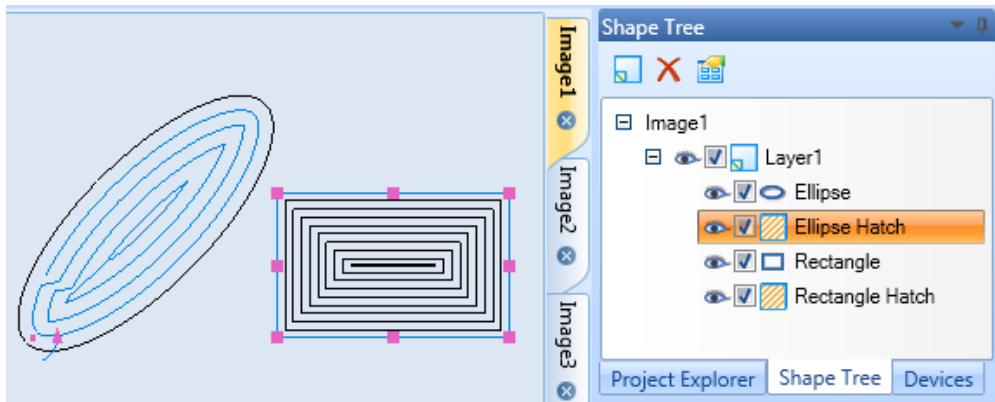 Image1
Image2
Image3
Shape Tree
Image1
Layer1
Ellipse
Ellipse Hatch
Rectangle
Rectangle Hatch
Project Explorer
Shape Tree
Devices